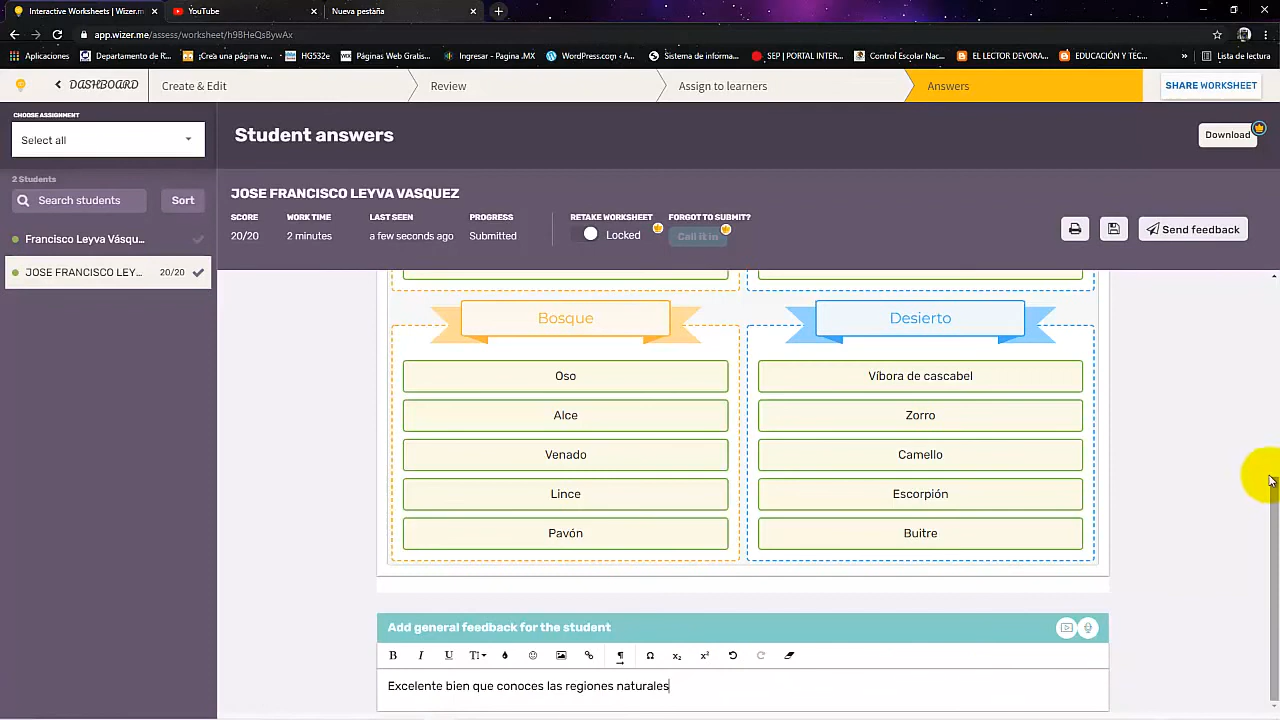 Interactive Worksheets | Wizer.m
YouTube
Nueva pestaña
app.wizer.me/assess/worksheet/h9BHeQs8ywAx
Aplicaciones
Departamento de R...
¡Crea una página w...
HG532e
Páginas Web Gratis...
Ingresar - Pagina .MX
WordPress.com ‹ A...
Sistema de informa...
SEP | PORTAL INTER...
Control Escolar Nac...
EL LECTOR DEVORA...
EDUCACIÓN Y TEC...
»
Lista de lectura
DASHBOARD
Create & Edit
Review
Assign to learners
Answers
SHARE WORKSHEET
CHOOSE ASSIGNMENT
Select all
Student answers
Download
2 Students
Search students
Sort
Francisco Leyva Vásqu...
JOSE FRANCISCO LEY...
20/20
JOSE FRANCISCO LEYVA VASQUEZ
SCORE
WORK TIME
LAST SEEN
PROGRESS
RETAKE WORKSHEET
FORGOT TO SUBMIT?
20/20
2 minutes
a few seconds ago
Submitted
Locked
Call it in
Send feedback
Bosque
Desierto
Oso
Víbora de cascabel
Alce
Zorro
Venado
Camello
Lince
Escorpión
Pavón
Buitre
Add general feedback for the student
B I U TI Ω x₂ x²
Excelente bien que conoces las regiones naturales